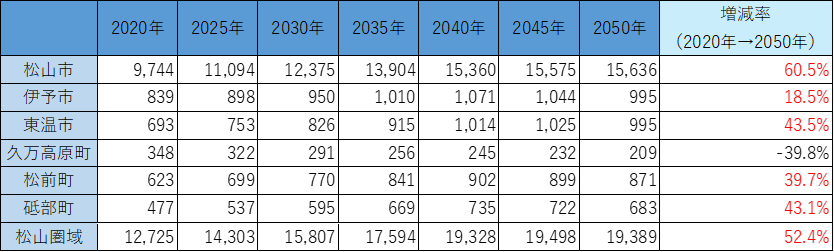 2020年 2025年 2030年 2035年 2040年 2045年 2050年 増減率
（2020年→2050年）
松山市 9,744 11,094 12,375 13,904 15,360 15,575 15,636 60.5%
伊予市 839 898 950 1,010 1,071 1,044 995 18.5%
東温市 693 753 826 915 1,014 1,025 995 43.5%
久万高原町 348 322 291 256 245 232 209 -39.8%
松前町 623 699 770 841 902 899 871 39.7%
砥部町 477 537 595 669 735 722 683 43.1%
松山圏域 12,725 14,303 15,807 17,594 19,328 19,498 19,389 52.4%